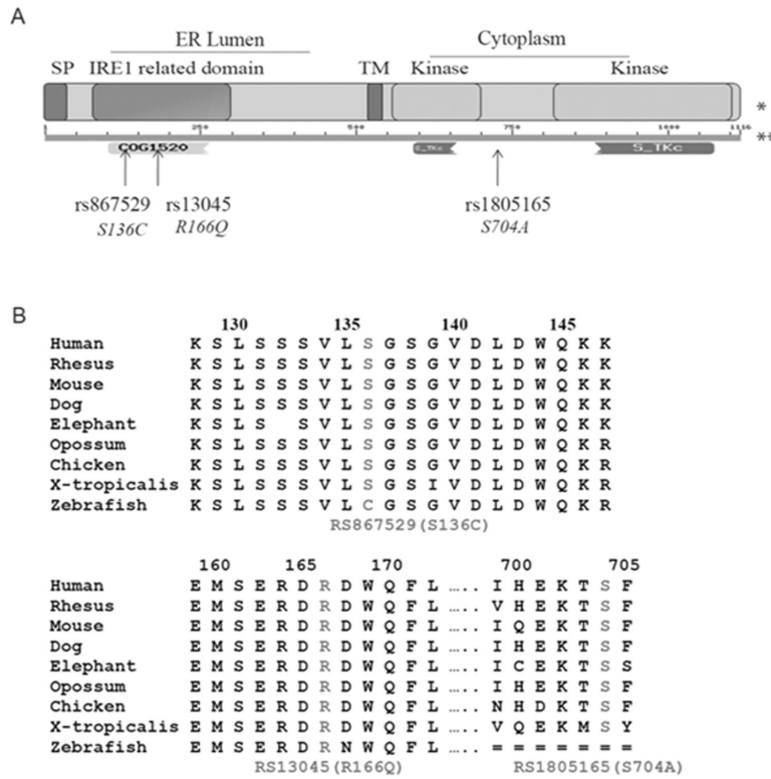 A
ER Lumen Cytoplasm
SP IRE1 related domain TM Kinase Kinase
*
1 250 500 750 1000 1116
**
COG1520 S_TKc S_TKc
rs867529 rs13045 rs1805165
S136C R166Q S704A
B
130 135 140 145
Human K S L S S S V L S G S G V D L D W Q K K
Rhesus K S L S S S V L S G S G V D L D W Q K K
Mouse K S L S S S V L S G S G V D L D W Q K K
Dog K S L S S S V L S G S G V D L D W Q K K
Elephant K S L S S V L S G S G V D L D W Q K K
Opossum K S L S S S V L S G S G V D L D W Q K R
Chicken K S L S S S V L S G S G V D L D W Q K R
X-tropicalis K S L S S S V L S G S I V D L D W Q K R
Zebrafish K S L S S S V L C G S G V D L D W Q K R
RS867529(S136C)
160 165 170 700 705
Human E M S E R D R D W Q F L ….. I H E K T S F
Rhesus E M S E R D R D W Q F L ….. V H E K T S F
Mouse E M S E R D R D W Q F L ….. I Q E K T S F
Dog E M S E R D R D W Q F L ….. I H E K T S F
Elephant E M S E R D R D W Q F L ….. I C E K T S S
Opossum E M S E R D R D W Q F L ….. I H E K T S F
Chicken E M S E R D R D W Q F L ….. N H D K T S F
X-tropicalis E M S E R D R D W Q F L ….. V Q E K M S Y
Zebrafish E M S E R D R N W Q F L ….. = = = = = = =
RS13045(R166Q) RS1805165(S704A)